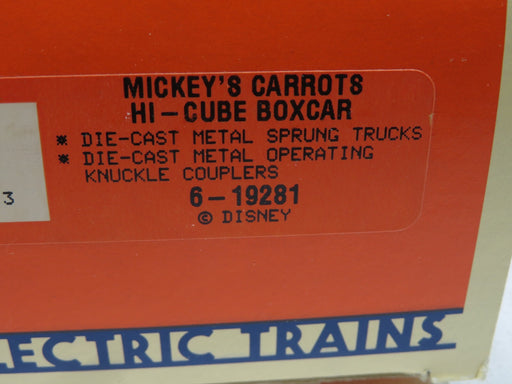 MICKEY'S CARROTS
HI-CUBE BOXCAR
* DIE-CAST METAL SPRUNG TRUCKS
* DIE-CAST METAL OPERATING
KNUCKLE COUPLERS
3
6-19281
© DISNEY
ECTRIC TRAINS